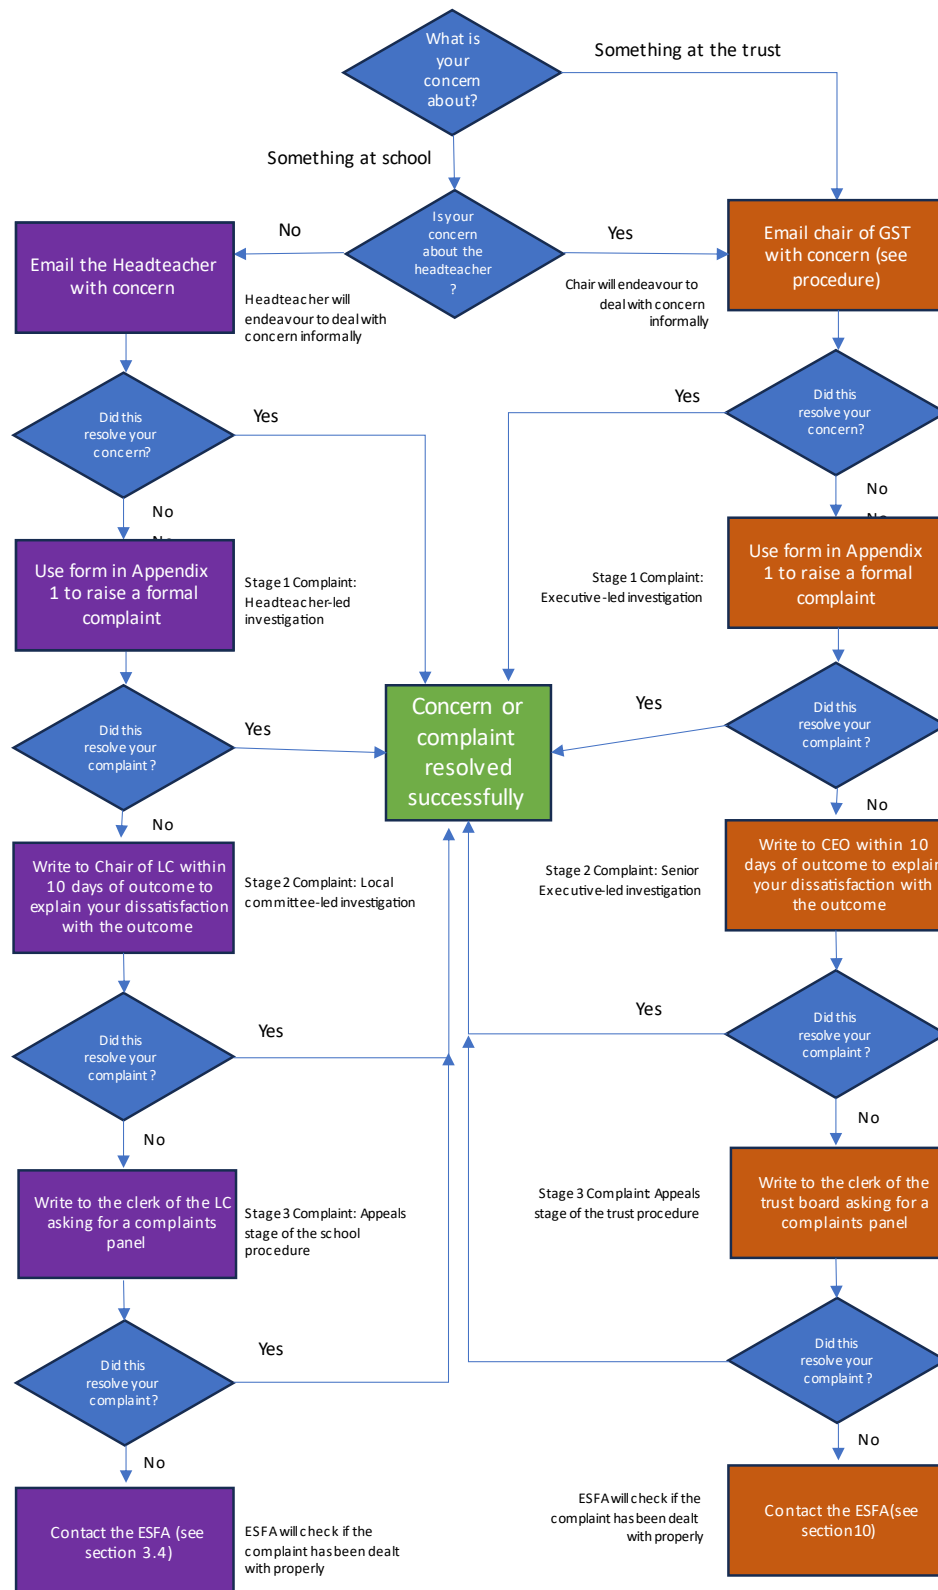 What is
your
concern
about?
Something at the trust
Something at school
Is your
concern
about the
headteacher
?
No
Yes
Email the Headteacher
with concern
Email chair of GST
with concern (see
procedure)
Headteacher will
endeavour to deal with
concern informally
Chair will endeavour to
deal with concern
informally
Did this
resolve your
concern?
Yes
Yes
Did this
resolve your
concern?
No
No
No
No
Use form in Appendix
1 to raise a formal
complaint
Stage 1 Complaint:
Headteacher-led
investigation
Stage 1 Complaint:
Executive-led investigation
Use form in Appendix
1 to raise a formal
complaint
Did this
resolve your
complaint?
Yes
Concern or
complaint
resolved
successfully
Yes
Did this
resolve your
complaint?
No
No
Write to Chair of LC within
10 days of outcome to
explain your dissatisfaction
with the outcome
Stage 2 Complaint: Local
committee-led investigation
Stage 2 Complaint: Senior
Executive-led investigation
Write to CEO within 10
days of outcome to explain
your dissatisfaction with
the outcome
Did this
resolve your
complaint?
Yes
Yes
Did this
resolve your
complaint?
No
No
Write to the clerk of the LC
asking for a complaints
panel
Stage 3 Complaint: Appeals
stage of the school
procedure
Stage 3 Complaint: Appeals
stage of the trust procedure
Write to the clerk of the
trust board asking for a
complaints panel
Did this
resolve your
complaint?
Yes
Did this
resolve your
complaint?
No
No
Contact the ESFA (see
section 3.4)
ESFA will check if the
complaint has been dealt
with properly
ESFA will check if the
complaint has been dealt
with properly
Contact the ESFA(see
section10)